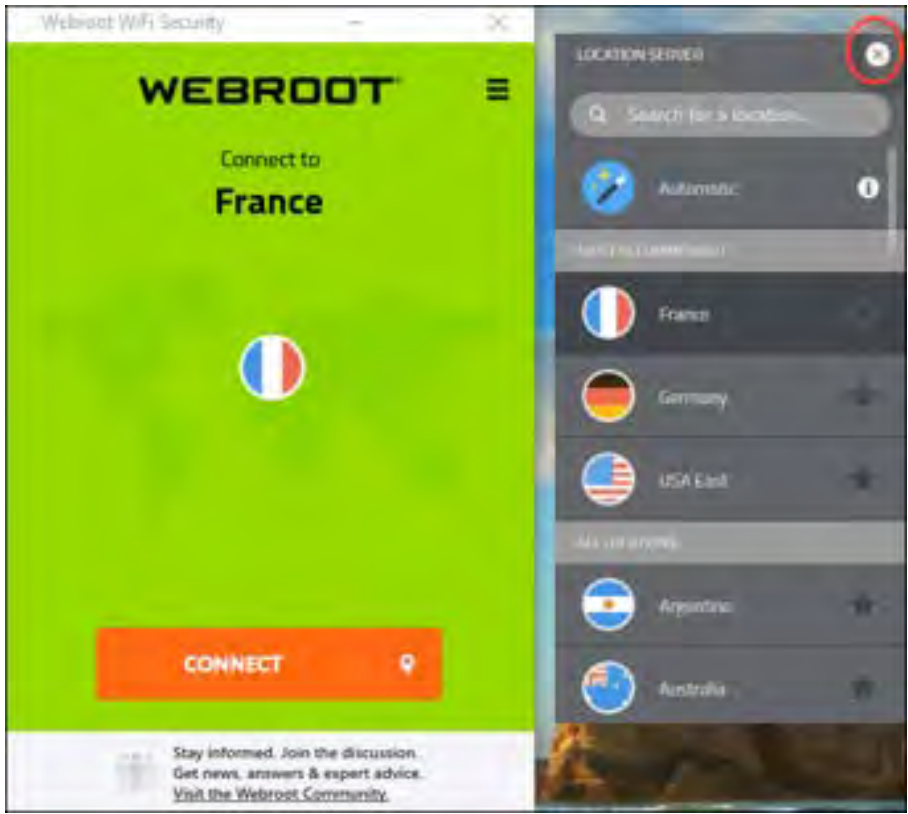 Webroot WiFi Security
WEBROOT
Connect to
France
CONNECT
Stay informed. Join the discussion.
Get news, answers & expert advice.
Visit the Webroot Community.
LOCATION SERVER
Search for a location...
Automatic
France
Germany
USA East
ALL LOCATIONS
Argentina
Australia